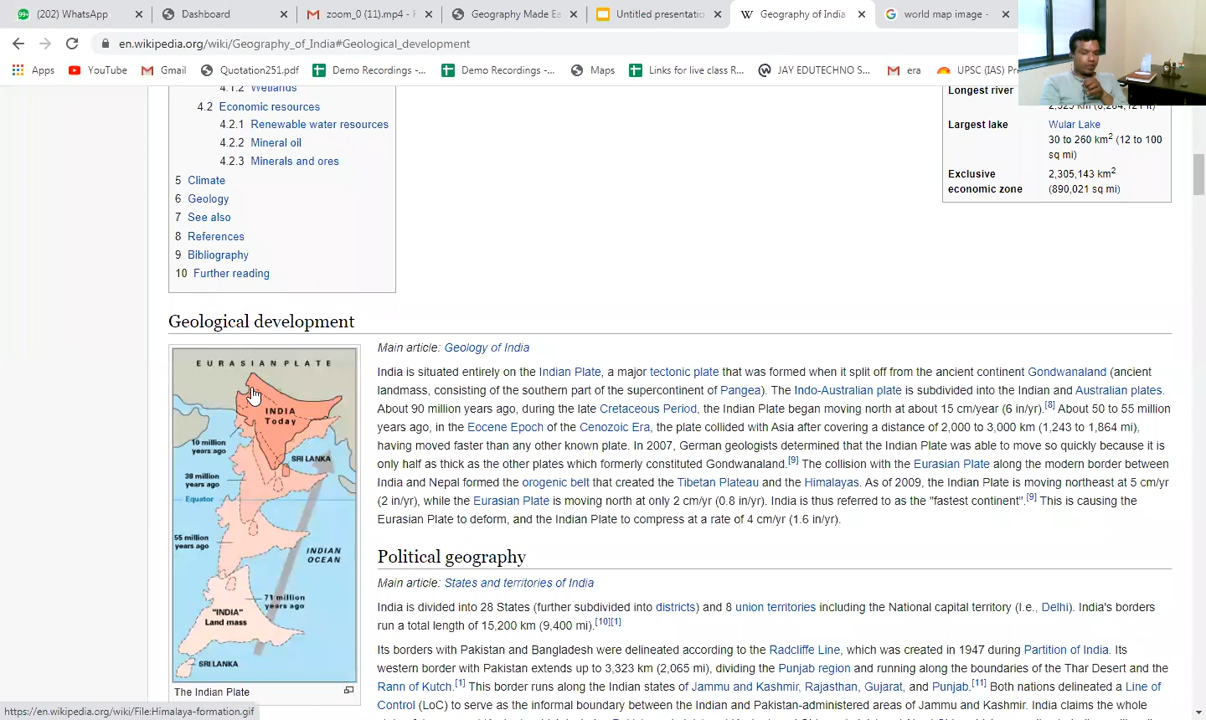 (202) WhatsApp
Dashboard
zoom_0 (11).mp4 -
Geography Made Ea
Untitled presentatio
Geography of India
world map image -
en.wikipedia.org/wiki/Geography_of_India#Geological_development
Apps
YouTube
Gmail
Quotation251.pdf
Demo Recordings -...
Demo Recordings -...
Maps
Links for live class R...
JAY EDUTECHNO S...
era
UPSC (IAS)
4.1.2 Wetlands
4.2 Economic resources
4.2.1 Renewable water resources
4.2.2 Mineral oil
4.2.3 Minerals and ores
5 Climate
6 Geology
7 See also
8 References
9 Bibliography
10 Further reading
Longest river
Largest lake Wular Lake
30 to 260 km2 (12 to 100
sq mi)
Exclusive 2,305,143 km2
economic zone (890,021 sq mi)
Geological development
EURASIAN PLATE
INDIA
Today
10 million
years ago
SRI LANKA
38 million
years ago
Equator
55 million
years ago
INDIAN
OCEAN
71 million
years ago
"INDIA"
Land mass
SRI LANKA
The Indian Plate
Main article: Geology of India
India is situated entirely on the Indian Plate, a major tectonic plate that was formed when it split off from the ancient continent Gondwanaland (ancient
landmass, consisting of the southern part of the supercontinent of Pangea). The Indo-Australian plate is subdivided into the Indian and Australian plates.
About 90 million years ago, during the late Cretaceous Period, the Indian Plate began moving north at about 15 cm/year (6 in/yr).[8] About 50 to 55 million
years ago, in the Eocene Epoch of the Cenozoic Era, the plate collided with Asia after covering a distance of 2,000 to 3,000 km (1,243 to 1,864 mi),
having moved faster than any other known plate. In 2007, German geologists determined that the Indian Plate was able to move so quickly because it is
only half as thick as the other plates which formerly constituted Gondwanaland.[9] The collision with the Eurasian Plate along the modern border between
India and Nepal formed the orogenic belt that created the Tibetan Plateau and the Himalayas. As of 2009, the Indian Plate is moving northeast at 5 cm/yr
(2 in/yr), while the Eurasian Plate is moving north at only 2 cm/yr (0.8 in/yr). India is thus referred to as the "fastest continent".[9] This is causing the
Eurasian Plate to deform, and the Indian Plate to compress at a rate of 4 cm/yr (1.6 in/yr).
Political geography
Main article: States and territories of India
India is divided into 28 States (further subdivided into districts) and 8 union territories including the National capital territory (I.e., Delhi). India's borders
run a total length of 15,200 km (9,400 mi).[10][1]
Its borders with Pakistan and Bangladesh were delineated according to the Radcliffe Line, which was created in 1947 during Partition of India. Its
western border with Pakistan extends up to 3,323 km (2,065 mi), dividing the Punjab region and running along the boundaries of the Thar Desert and the
Rann of Kutch.[1] This border runs along the Indian states of Jammu and Kashmir, Rajasthan, Gujarat, and Punjab.[11] Both nations delineated a Line of
Control (LoC) to serve as the informal boundary between the Indian and Pakistan-administered areas of Jammu and Kashmir. India claims the whole
https://en.wikipedia.org/wiki/File:Himalaya-formation.gif